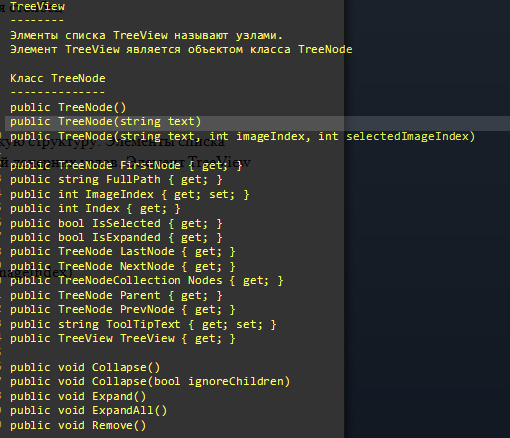 TreeView
--------
Элменты списка TreeView называют узлами.
Элемент TreeView является объектом класса TreeNode
Класс TreeNode
--------------
public TreeNode()
public TreeNode(string text)
public TreeNode(string text, int imageIndex, int selectedImageIndex)
public TreeNode FirstNode { get; }
public string FullPath { get; }
public int ImageIndex { get; set; }
public int Index { get; }
public bool IsSelected { get; }
public bool IsExpanded { get; }
public TreeNode LastNode { get; }
public TreeNode NextNode { get; }
public TreeNodeCollection Nodes { get; }
public TreeNode Parent { get; }
public TreeNode PrevNode { get; }
public string ToolTipText { get; set; }
public TreeView TreeView { get; }
public void Collapse()
public void Collapse(bool ignoreChildren)
public void Expand()
public void ExpandAll()
public void Remove()